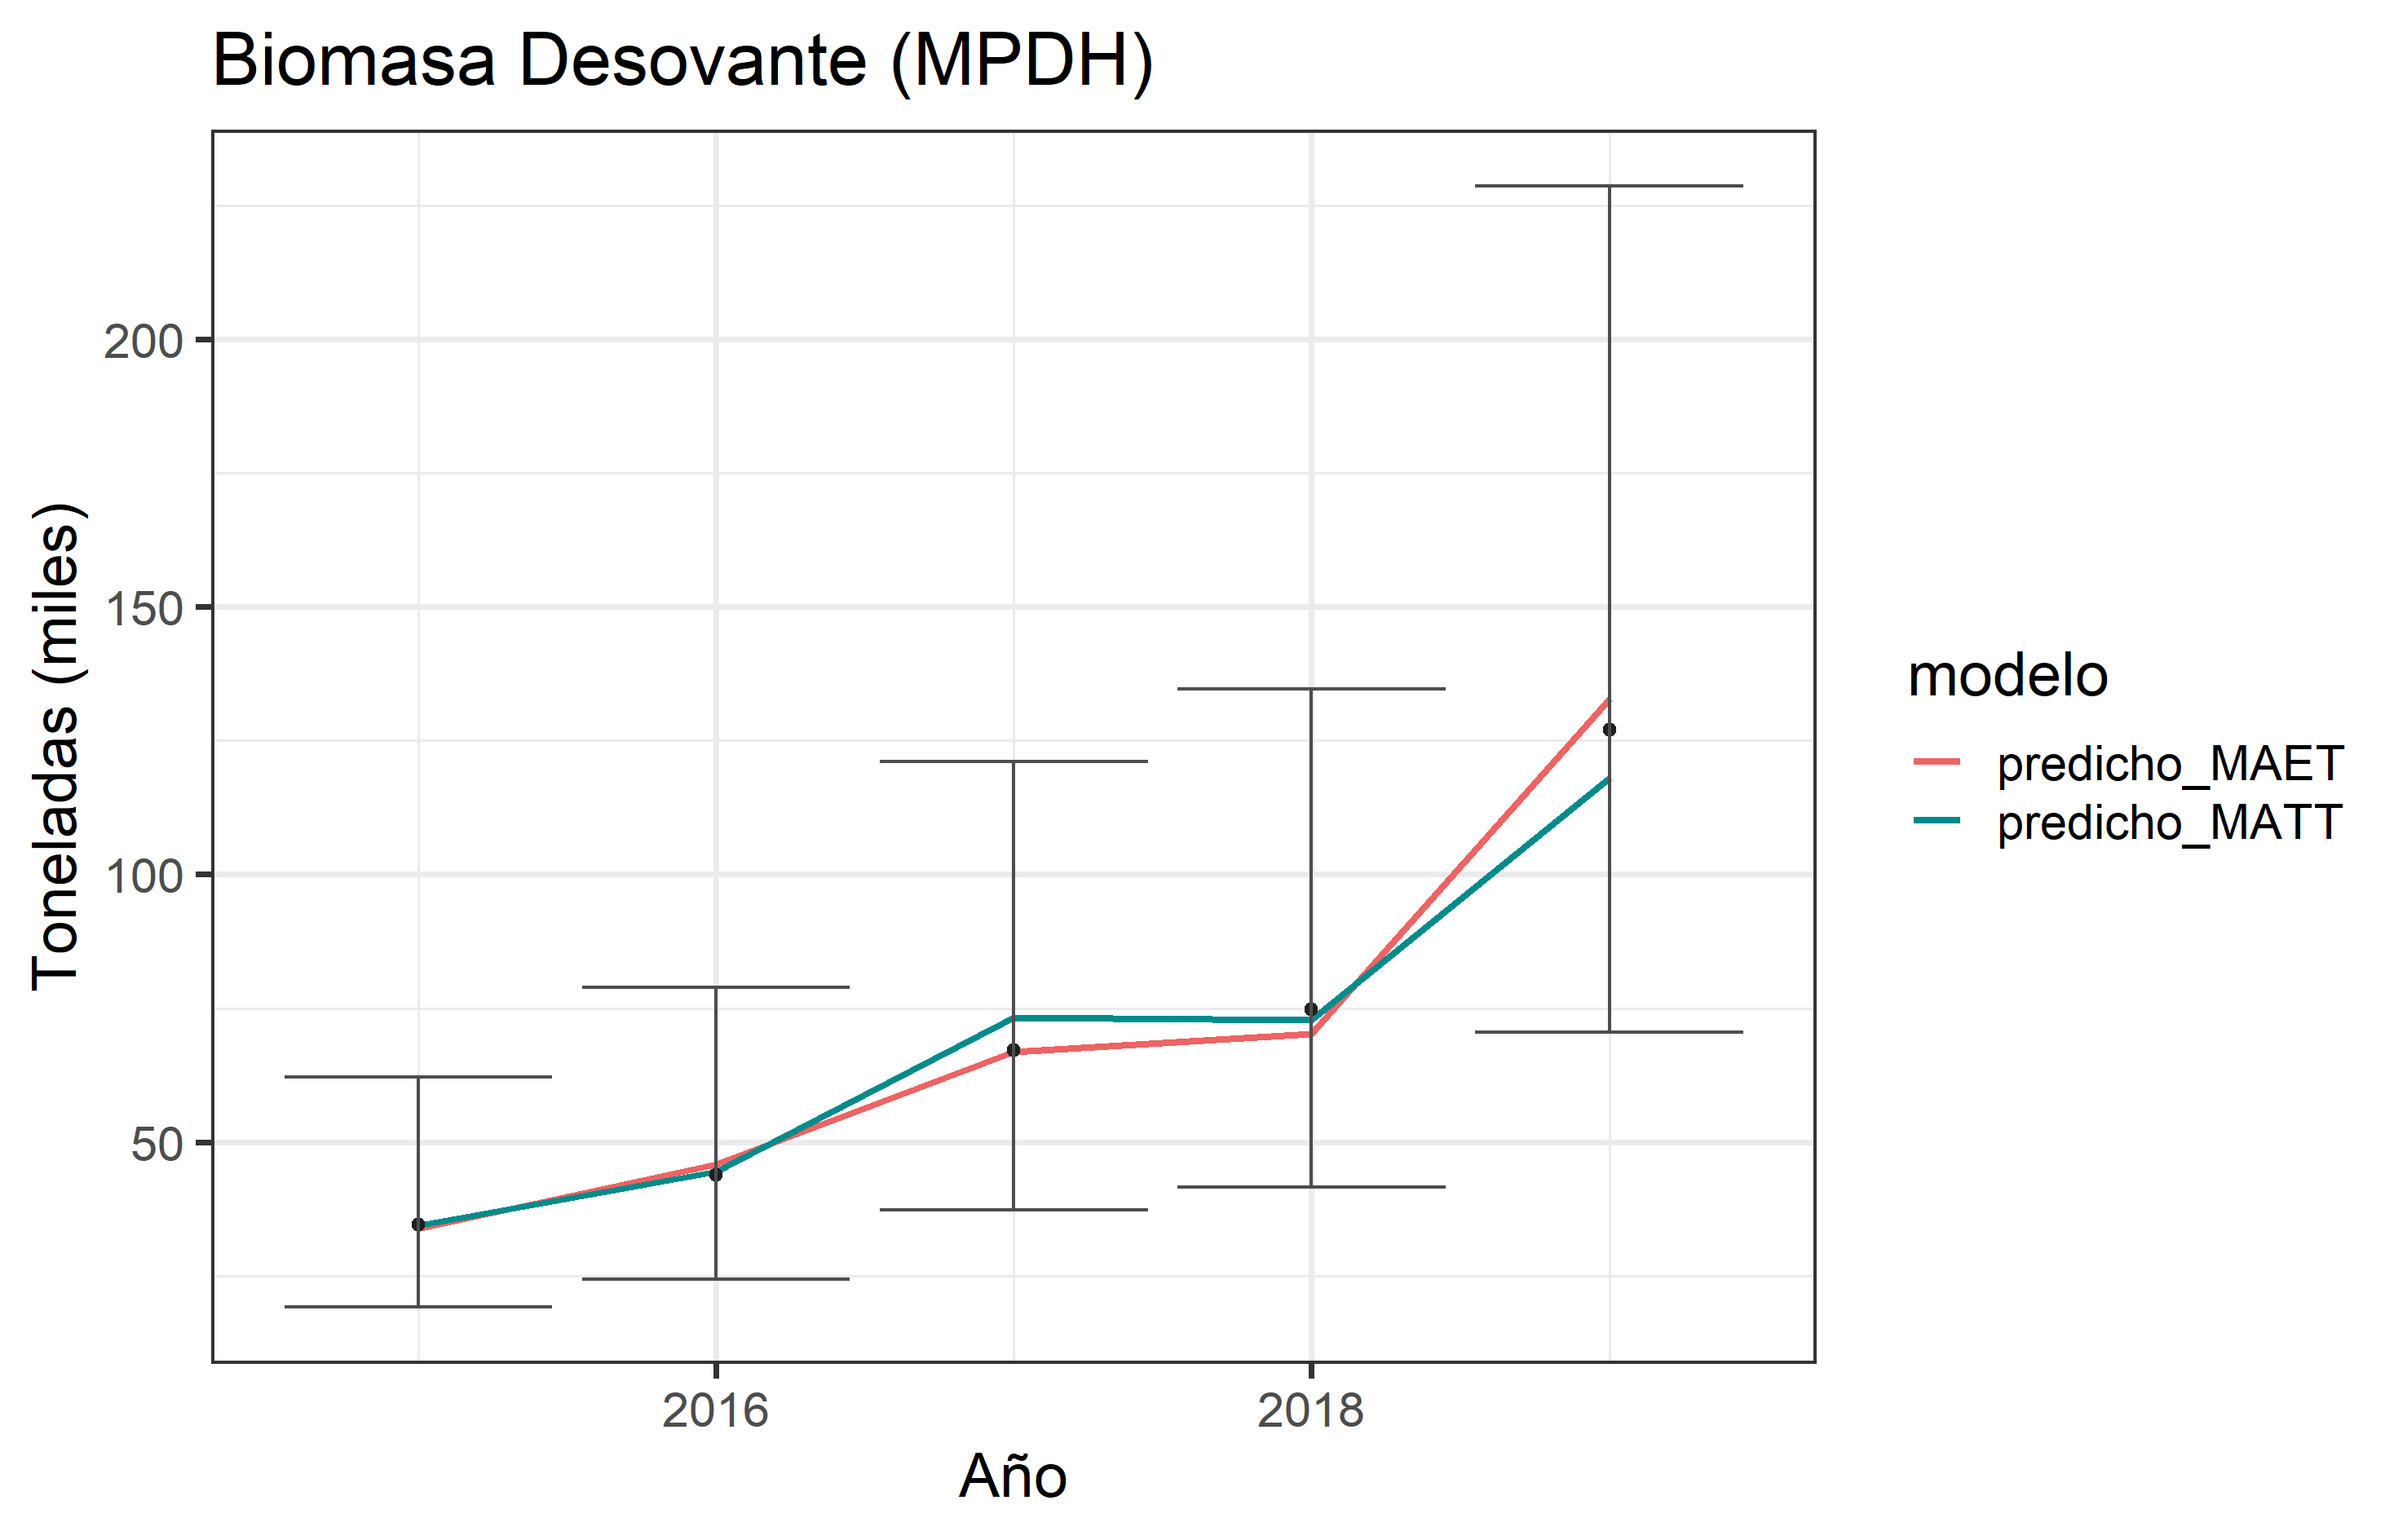 Biomasa Desovante (MPDH)
Toneladas (miles)
200
150
100
50
2016
2018
Año
modelo
predicho_MAET
predicho_MATT